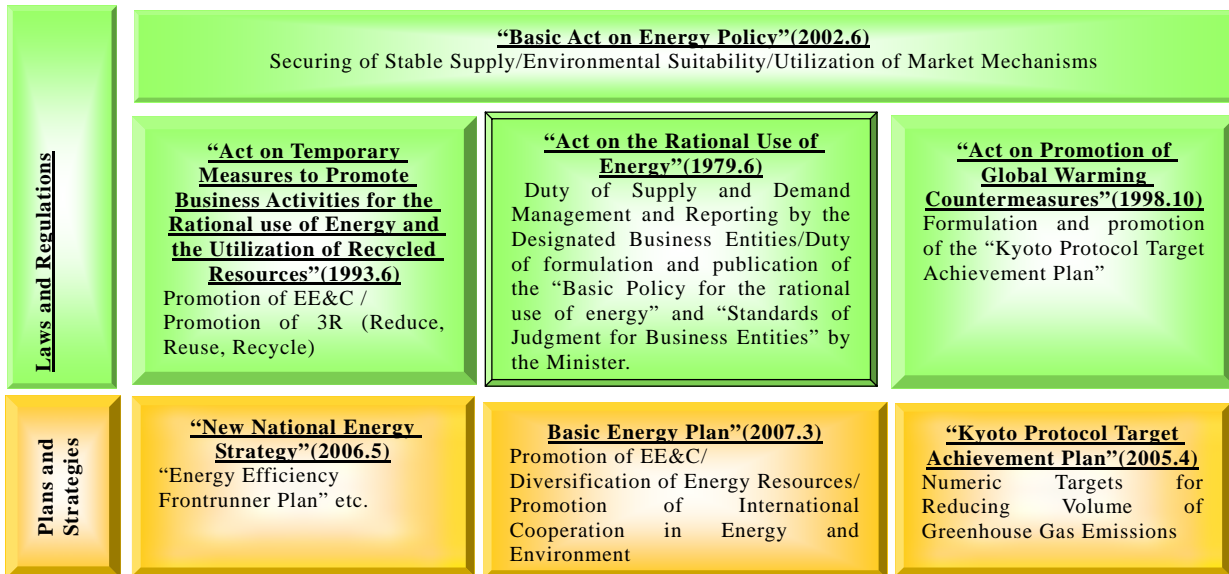 Laws and Regulations
“Basic Act on Energy Policy”(2002.6)
Securing of Stable Supply/Environmental Suitability/Utilization of Market Mechanisms
“Act on Temporary
Measures to Promote
Business Activities for the
Rational use of Energy and
the Utilization of Recycled
Resources”(1993.6)
Promotion of EE&C /
Promotion of 3R (Reduce,
Reuse, Recycle)
“Act on the Rational Use of
Energy”(1979.6)
Duty of Supply and Demand
Management and Reporting by the
Designated Business Entities/Duty
of formulation and publication of
the “Basic Policy for the rational
use of energy” and “Standards of
Judgment for Business Entities” by
the Minister.
“Act on Promotion of
Global Warming
Countermeasures”(1998.10)
Formulation and promotion
of the “Kyoto Protocol Target
Achievement Plan”
Plans and
Strategies
“New National Energy
Strategy”(2006.5)
“Energy Efficiency
Frontrunner Plan” etc.
Basic Energy Plan”(2007.3)
Promotion of EE&C/
Diversification of Energy Resources/
Promotion of International
Cooperation in Energy and
Environment
“Kyoto Protocol Target
Achievement Plan”(2005.4)
Numeric Targets for
Reducing Volume of
Greenhouse Gas Emissions